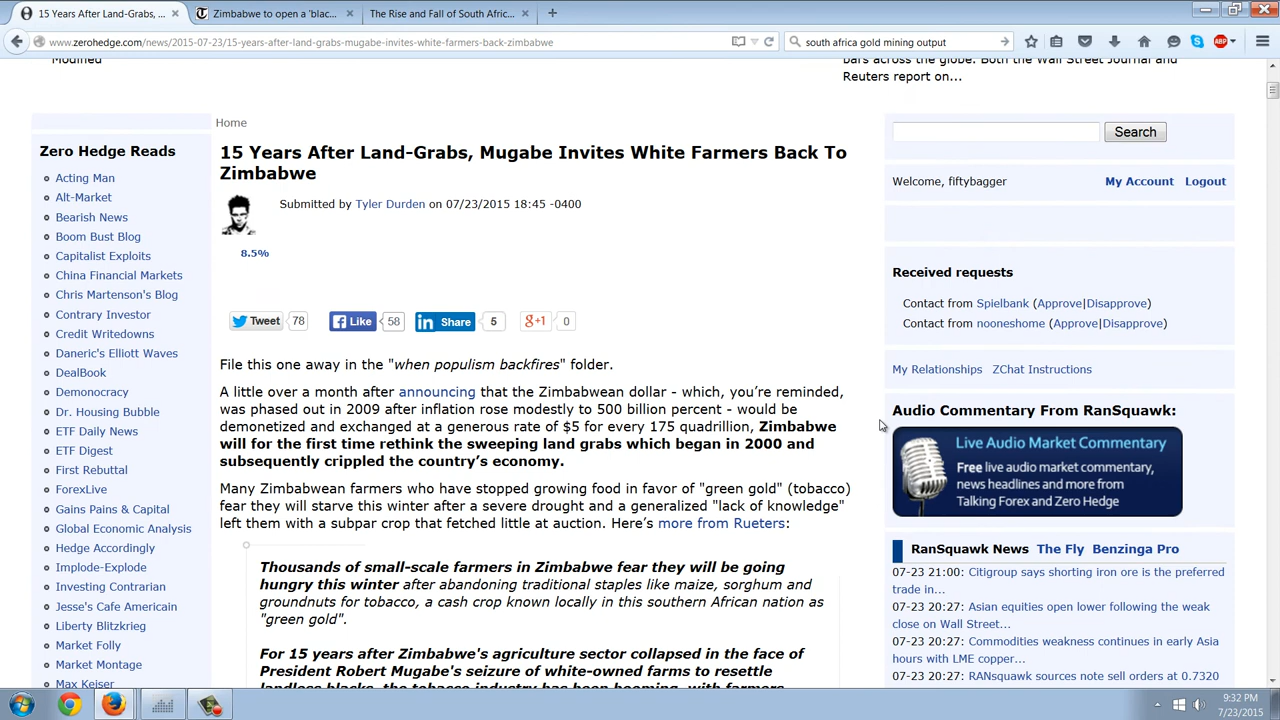 15 Years After Land-Grabs, ...
Zimbabwe to open a 'blac...
The Rise and Fall of South Afric...
www.zerohedge.com/news/2015-07-23/15-years-after-land-grabs-mugabe-invites-white-farmers-back-zimbabwe
south africa gold mining output
ABP
Modified
bars across the globe. Both the Wall Street Journal and
Reuters report on...
Home
Zero Hedge Reads
Acting Man
Alt-Market
Bearish News
Boom Bust Blog
Capitalist Exploits
China Financial Markets
Chris Martenson's Blog
Contrary Investor
Credit Writedowns
Daneric's Elliott Waves
DealBook
Demonocracy
Dr. Housing Bubble
ETF Daily News
ETF Digest
First Rebuttal
ForexLive
Gains Pains & Capital
Global Economic Analysis
Hedge Accordingly
Implode-Explode
Investing Contrarian
Jesse's Cafe Americain
Liberty Blitzkrieg
Market Folly
Market Montage
Max Keiser
15 Years After Land-Grabs, Mugabe Invites White Farmers Back To
Zimbabwe
Submitted by Tyler Durden on 07/23/2015 18:45 -0400
8.5%
Tweet 78 Like 58 Share 5 g+1 0
File this one away in the "when populism backfires" folder.
A little over a month after announcing that the Zimbabwean dollar - which, you're reminded,
was phased out in 2009 after inflation rose modestly to 500 billion percent - would be
demonetized and exchanged at a generous rate of $5 for every 175 quadrillion, Zimbabwe
will for the first time rethink the sweeping land grabs which began in 2000 and
subsequently crippled the country's economy.
Many Zimbabwean farmers who have stopped growing food in favor of "green gold" (tobacco)
fear they will starve this winter after a severe drought and a generalized "lack of knowledge"
left them with a subpar crop that fetched little at auction. Here's more from Rueters:
Thousands of small-scale farmers in Zimbabwe fear they will be going
hungry this winter after abandoning traditional staples like maize, sorghum and
groundnuts for tobacco, a cash crop known locally in this southern African nation as
"green gold".
For 15 years after Zimbabwe's agriculture sector collapsed in the face of
President Robert Mugabe's seizure of white-owned farms to resettle
landless blacks, the tobacco industry has been booming, with farmers
Search
Welcome, fiftybagger My Account Logout
Received requests
Contact from Spielbank (Approve|Disapprove)
Contact from nooneshome (Approve|Disapprove)
My Relationships ZChat Instructions
Audio Commentary From RanSquawk:
Live Audio Market Commentary
Free live audio market commentary,
news headlines and more from
Talking Forex and Zero Hedge
RanSquawk News The Fly Benzinga Pro
07-23 21:00: Citigroup says shorting iron ore is the preferred
trade in...
07-23 20:27: Asian equities open lower following the weak
close on Wall Street...
07-23 20:27: Commodities weakness continues in early Asia
hours with LME copper...
07-23 20:27: RANsquawk sources note sell orders at 0.7320
9:32 PM
7/23/2015